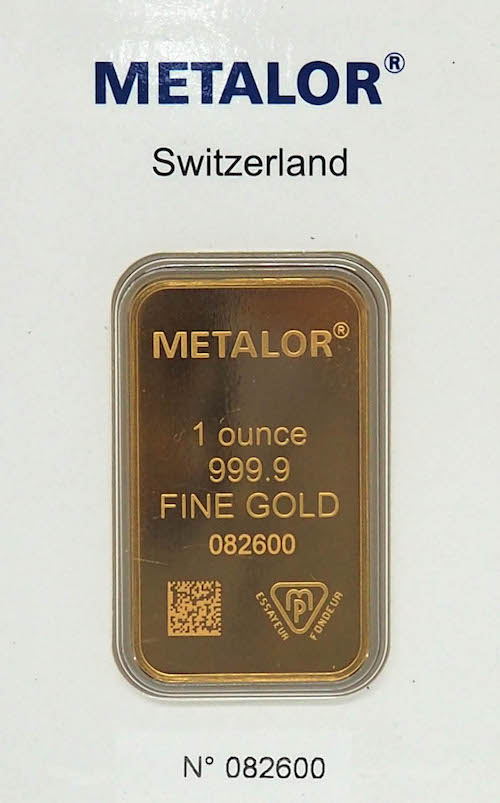 METALOR®
Switzerland
METALOR®
1 ounce
999.9
FINE GOLD
082600
MP
ESSAYEUR FONDEUR
N° 082600